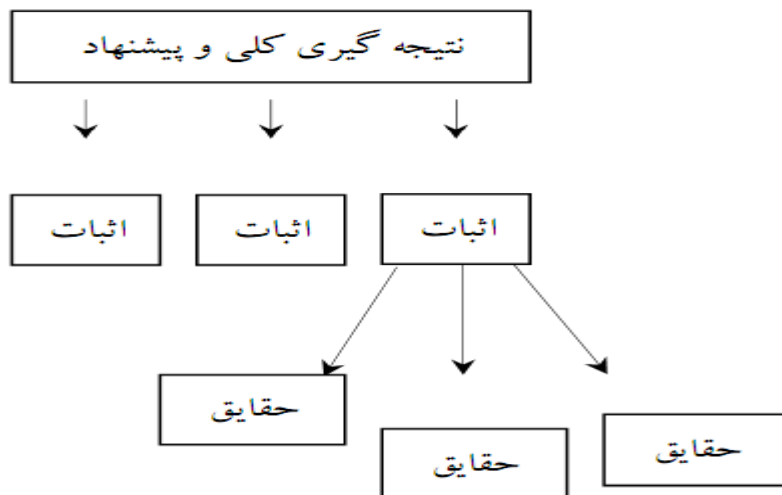 نتیجه گیری کلی و پیشنهاد
اثبات
اثبات
اثبات
حقایق
حقایق
حقایق